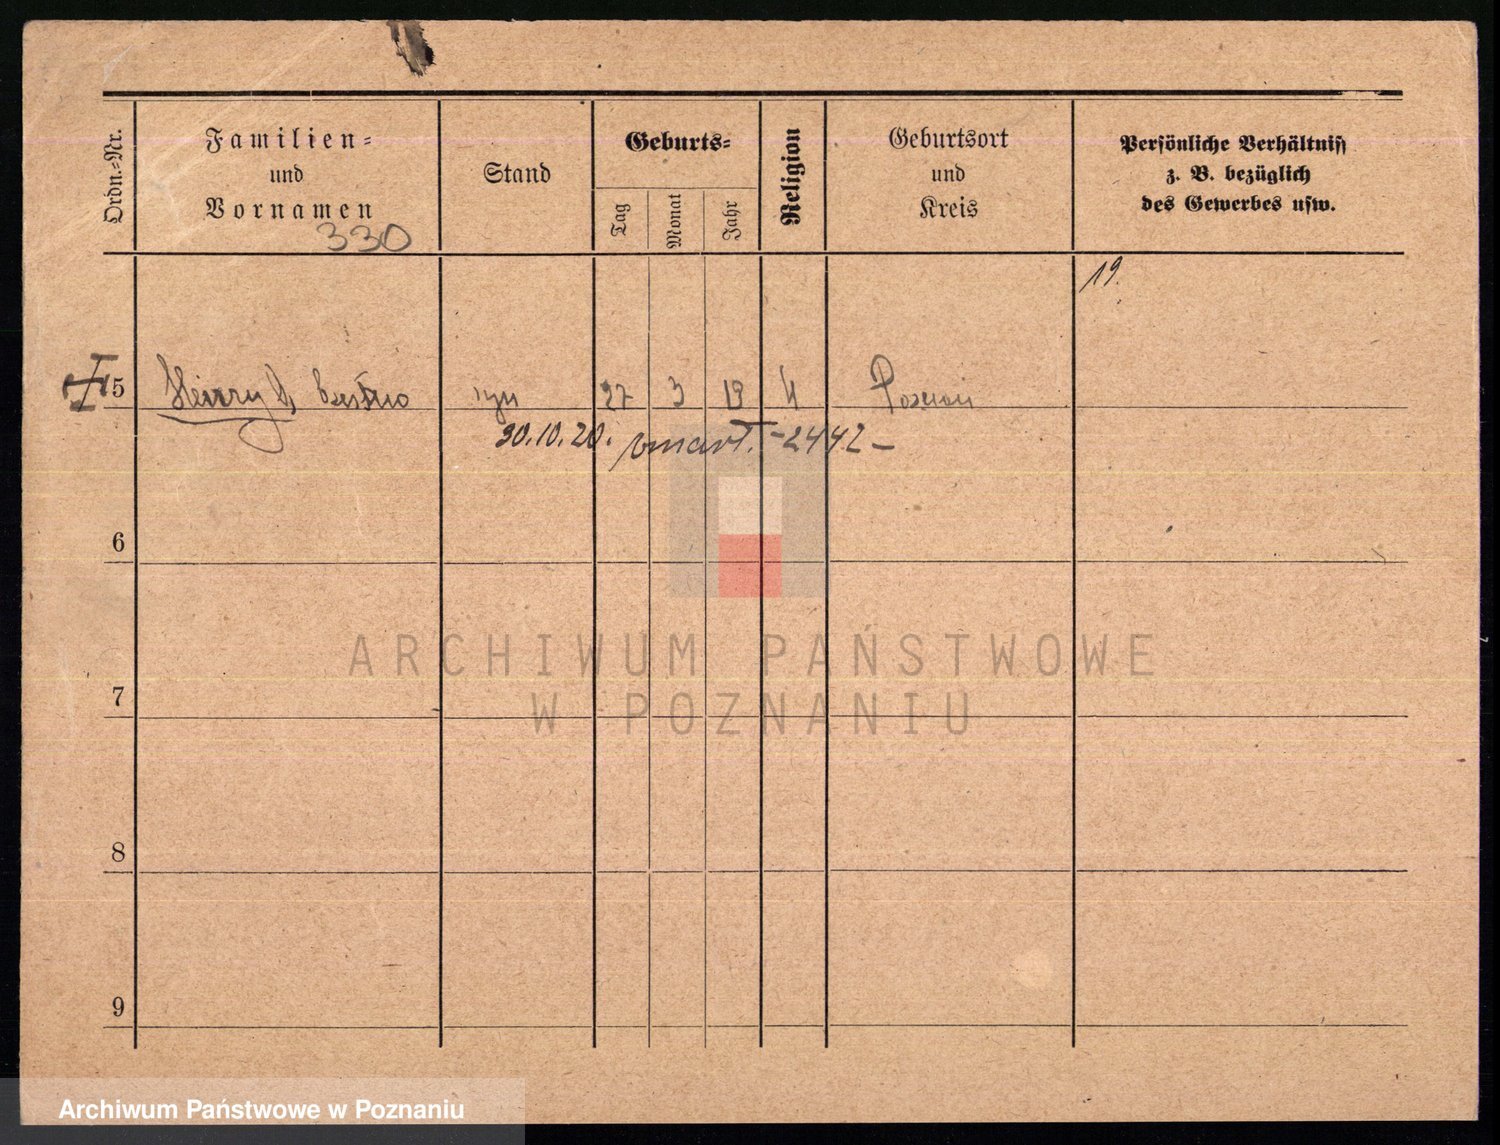 Ordn.-Nr.
Familien-
und
Vornamen
330
Stand
Geburts-
Tag
Monat
Jahr
Religion
Geburtsort
und
Kreis
Persönliche Verhältnisse
z. B. bezüglich
des Gewerbes usw.
19.
5 Henryk syn 27 3 19 k Poznań
30.10.20. zmarł. -2442-
6
7
8
9
ARCHIWUM PAŃSTWOWE
W POZNANIU
Archiwum Państwowe w Poznaniu